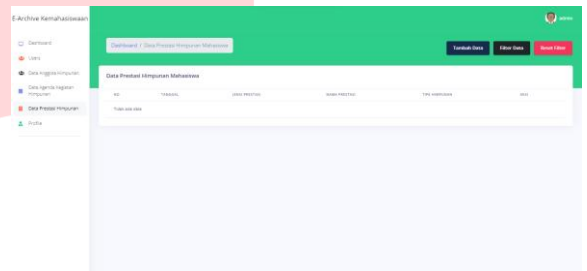 E-Archive Kemahasiswaan
admin
Dashboard
Users
Data Anggota Himpunan
Data Agenda Kegiatan
Himpunan
Data Prestasi Himpunan
Profile
Dashboard / Data Prestasi Himpunan Mahasiswa
Tambah Data
Filter Data
Reset Filter
Data Prestasi Himpunan Mahasiswa
NO.
TANGGAL
JENIS PRESTASI
NAMA PRESTASI
TIPE HIMPUNAN
AKSI
Tidak ada data